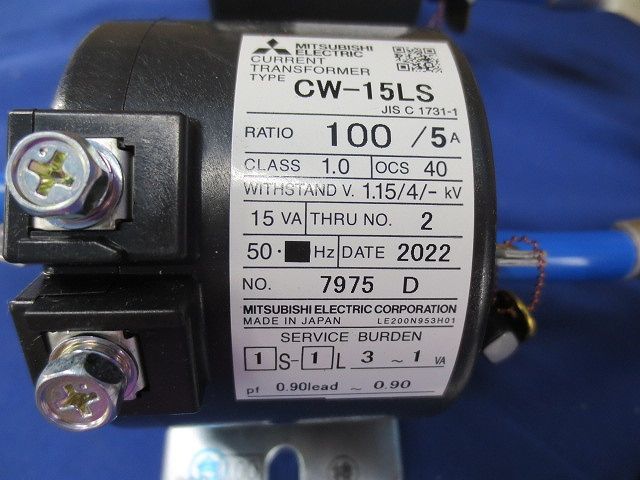 MITSUBISHI
ELECTRIC
CURRENT
TRANSFORMER
TYPE CW-15LS
JIS C 1731-1
RATIO 100 /5A
CLASS 1.0 OCS 40
WITHSTAND V. 1.15/4/- kV
15 VA THRU NO. 2
50·■Hz DATE 2022
NO. 7975 D
MITSUBISHI ELECTRIC CORPORATION
MADE IN JAPAN LE200N953H01
SERVICE BURDEN
1 S-1 L 3 ~ 1 VA
pf 0.90lead ~ 0.90